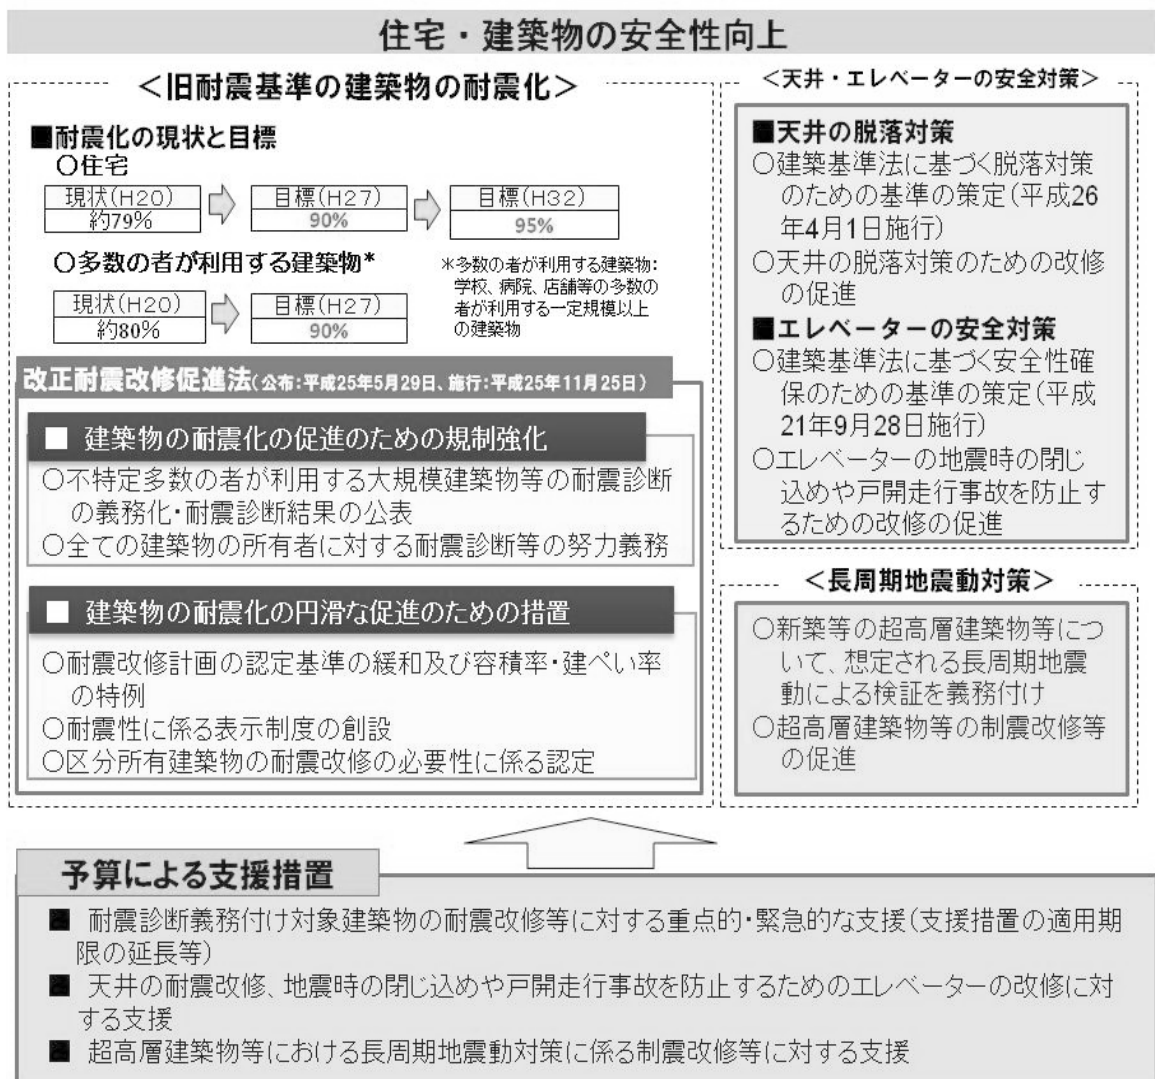 住宅・建築物の安全性向上
＜旧耐震基準の建築物の耐震化＞
■耐震化の現状と目標
○住宅
現状(H20)
約79%
目標(H27)
90%
目標(H32)
95%
○多数の者が利用する建築物*
現状(H20)
約80%
目標(H27)
90%
＊多数の者が利用する建築物：
学校、病院、店舗等の多数の
者が利用する一定規模以上
の建築物
改正耐震改修促進法(公布：平成25年5月29日、施行：平成25年11月25日)
■ 建築物の耐震化の促進のための規制強化
○不特定多数の者が利用する大規模建築物等の耐震診断
の義務化・耐震診断結果の公表
○全ての建築物の所有者に対する耐震診断等の努力義務
■ 建築物の耐震化の円滑な促進のための措置
○耐震改修計画の認定基準の緩和及び容積率・建ぺい率
の特例
○耐震性に係る表示制度の創設
○区分所有建築物の耐震改修の必要性に係る認定
＜天井・エレベーターの安全対策＞
■天井の脱落対策
○建築基準法に基づく脱落対策
のための基準の策定(平成26
年4月1日施行)
○天井の脱落対策のための改修
の促進
■エレベーターの安全対策
○建築基準法に基づく安全性確
保のための基準の策定(平成
21年9月28日施行)
○エレベーターの地震時の閉じ
込めや戸開走行事故を防止す
るための改修の促進
＜長周期地震動対策＞
○新築等の超高層建築物等につ
いて、想定される長周期地震
動による検証を義務付け
○超高層建築物等の制震改修等
の促進
予算による支援措置
■ 耐震診断義務付け対象建築物の耐震改修等に対する重点的・緊急的な支援(支援措置の適用期
限の延長等)
■ 天井の耐震改修、地震時の閉じ込めや戸開走行事故を防止するためのエレベーターの改修に対
する支援
■ 超高層建築物等における長周期地震動対策に係る制震改修等に対する支援